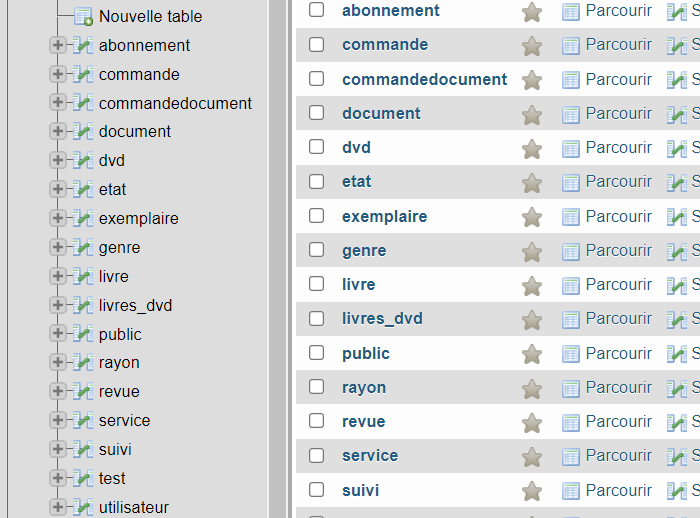 Nouvelle table
abonnement
commande
commandedocument
document
dvd
etat
exemplaire
genre
livre
livres_dvd
public
rayon
revue
service
suivi
test
utilisateur
abonnement Parcourir S
commande Parcourir S
commandedocument Parcourir S
document Parcourir S
dvd Parcourir S
etat Parcourir S
exemplaire Parcourir S
genre Parcourir S
livre Parcourir S
livres_dvd Parcourir S
public Parcourir S
rayon Parcourir S
revue Parcourir S
service Parcourir S
suivi Parcourir S